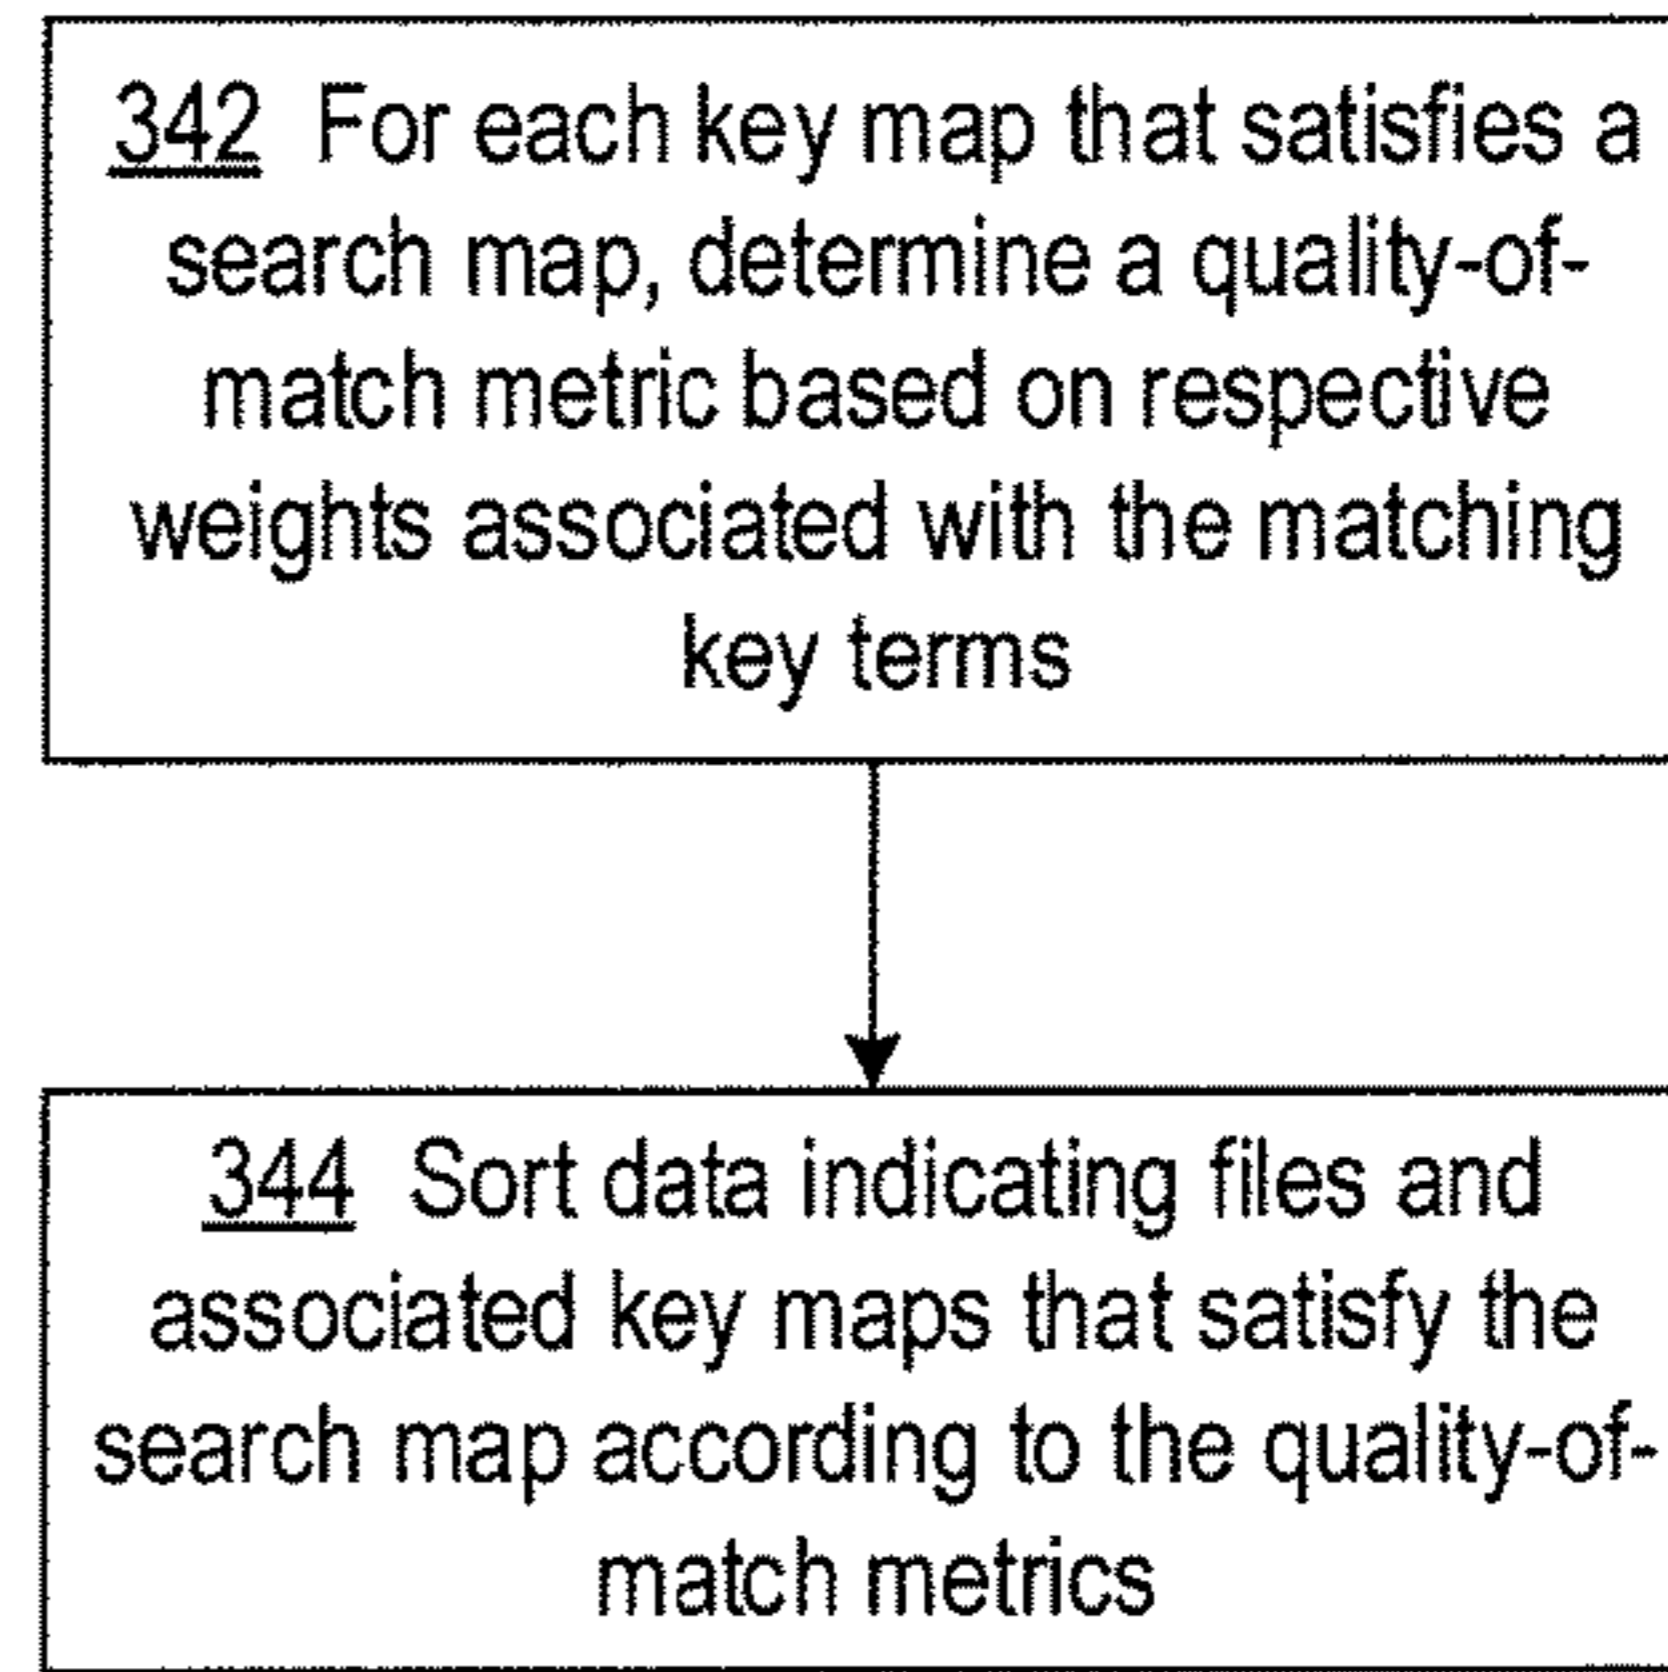 342 For each key map that satisfies a
search map, determine a quality-of-
match metric based on respective
weights associated with the matching
key terms
344 Sort data indicating files and
associated key maps that satisfy the
search map according to the quality-of-
match metrics